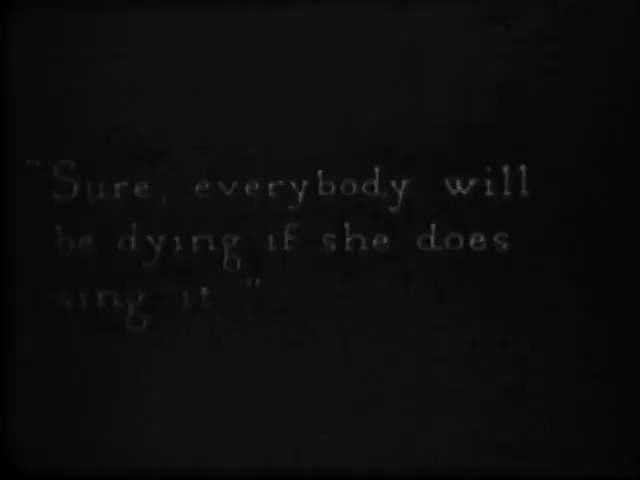 "Sure, everybody will
be dying if she does
sing it"